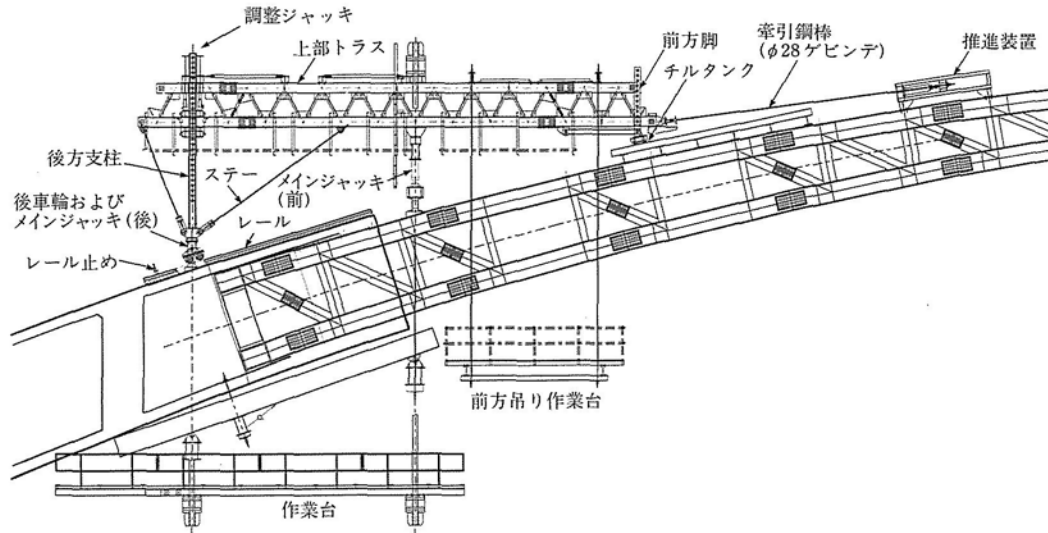 調整ジャッキ
上部トラス
前方脚
チルタンク
牽引鋼棒
(φ28ゲビンデ)
推進装置
後方支柱
ステー
メインジャッキ
(前)
後車輪および
メインジャッキ(後)
レール
レール止め
前方吊り作業台
作業台